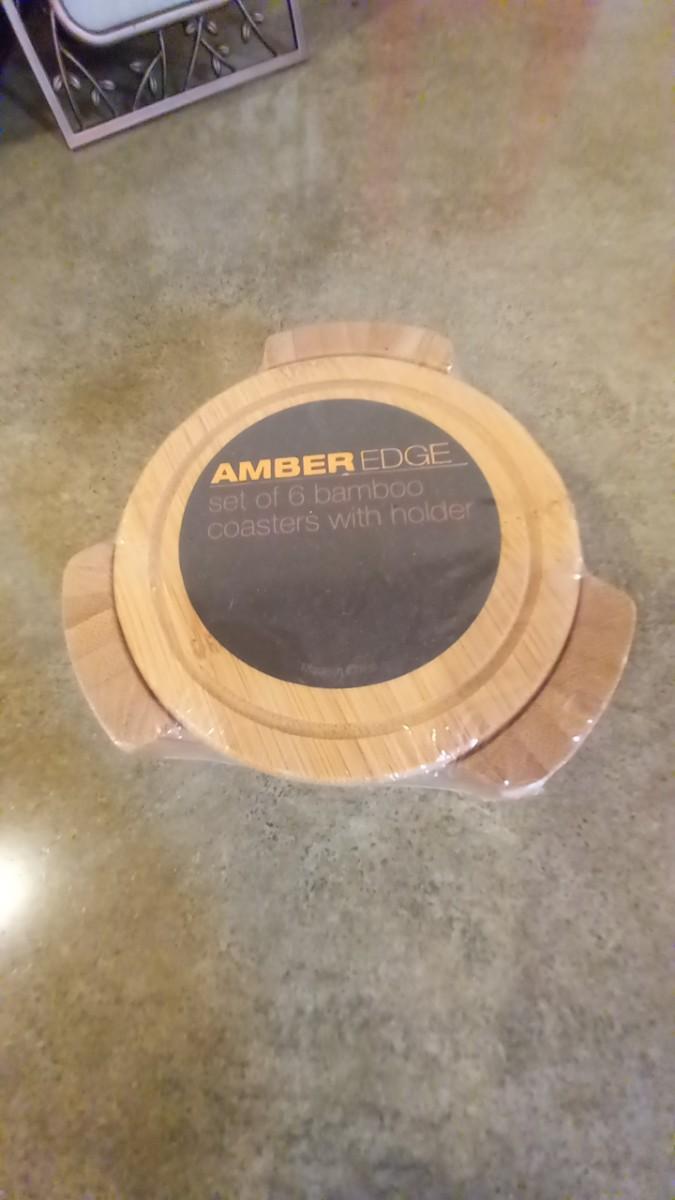 AMBER EDGE
set of 6 bamboo
coasters with holder